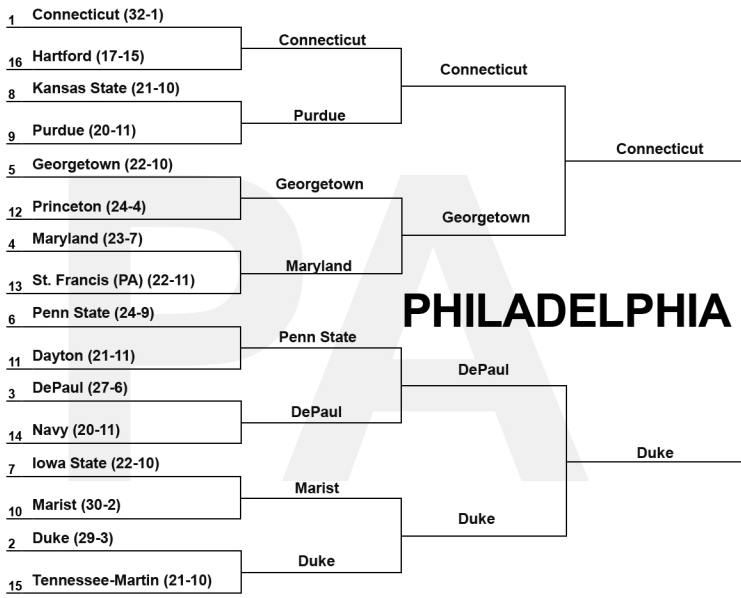 1 Connecticut (32-1)
16 Hartford (17-15)
8 Kansas State (21-10)
9 Purdue (20-11)
5 Georgetown (22-10)
12 Princeton (24-4)
4 Maryland (23-7)
13 St. Francis (PA) (22-11)
6 Penn State (24-9)
11 Dayton (21-11)
3 DePaul (27-6)
14 Navy (20-11)
7 Iowa State (22-10)
10 Marist (30-2)
2 Duke (29-3)
15 Tennessee-Martin (21-10)
Connecticut
Purdue
Georgetown
Maryland
Penn State
DePaul
Marist
Duke
Connecticut
Georgetown
DePaul
Duke
Connecticut
Duke
PHILADELPHIA
PA